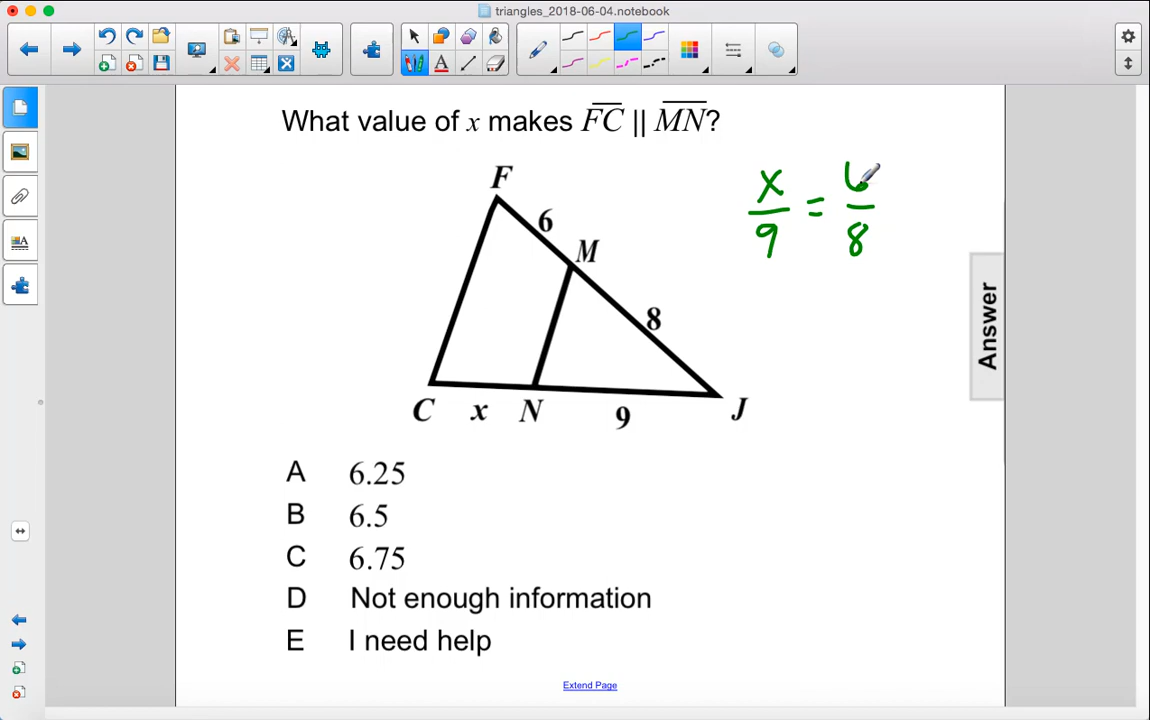 triangles_2018-06-04.notebook
What value of x makes FC || MN?
F
6
M
8
C x N 9 J
x/9 = 6/8
Answer
A 6.25
B 6.5
C 6.75
D Not enough information
E I need help
Extend Page